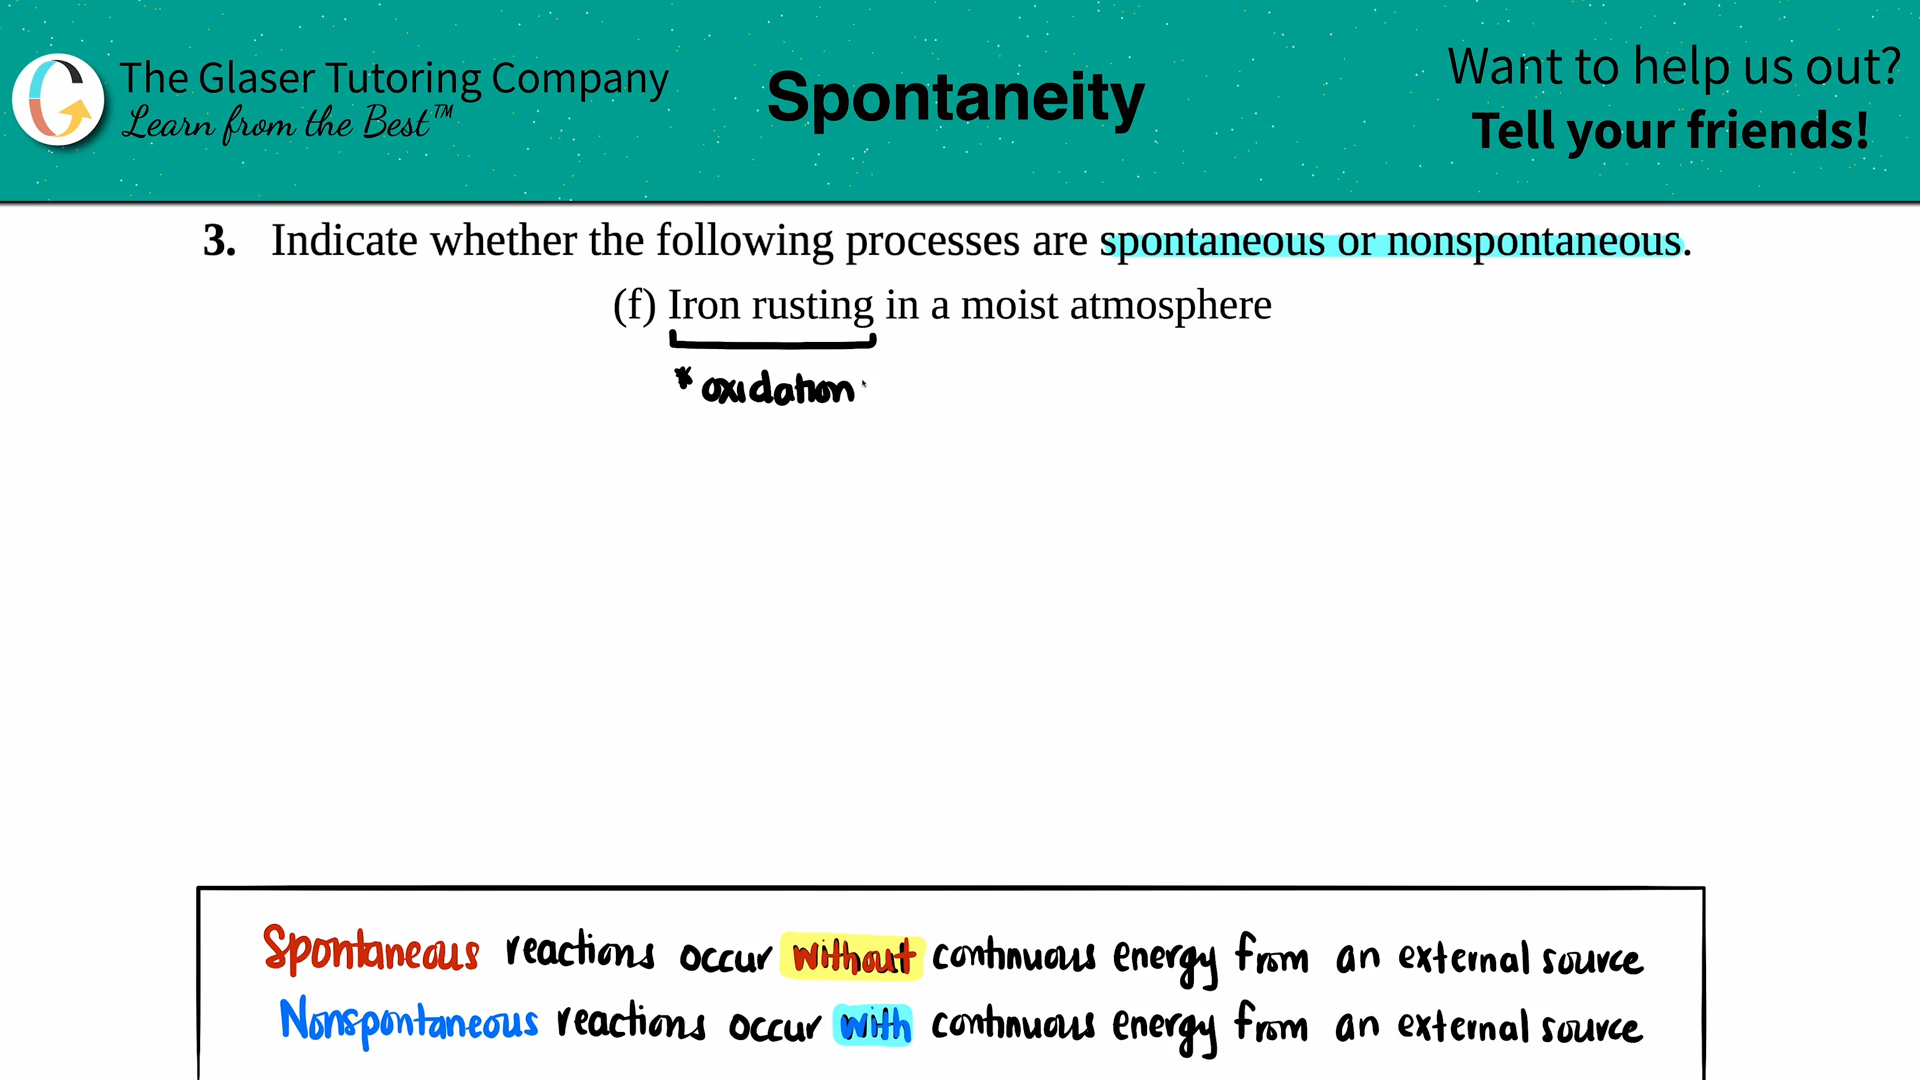 The Glaser Tutoring Company
Learn from the Best™
Spontaneity
Want to help us out?
Tell your friends!
3. Indicate whether the following processes are spontaneous or nonspontaneous.
(f) Iron rusting in a moist atmosphere
* oxidation
Spontaneous reactions occur without continuous energy from an external source
Nonspontaneous reactions occur with continuous energy from an external source